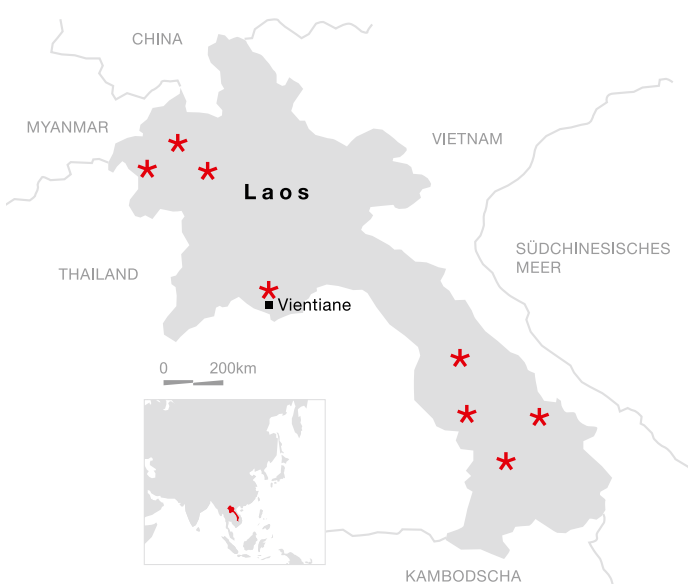 CHINA
MYANMAR
VIETNAM
Laos
SÜDCHINESISCHES
MEER
THAILAND
Vientiane
0 200km
KAMBODSCHA